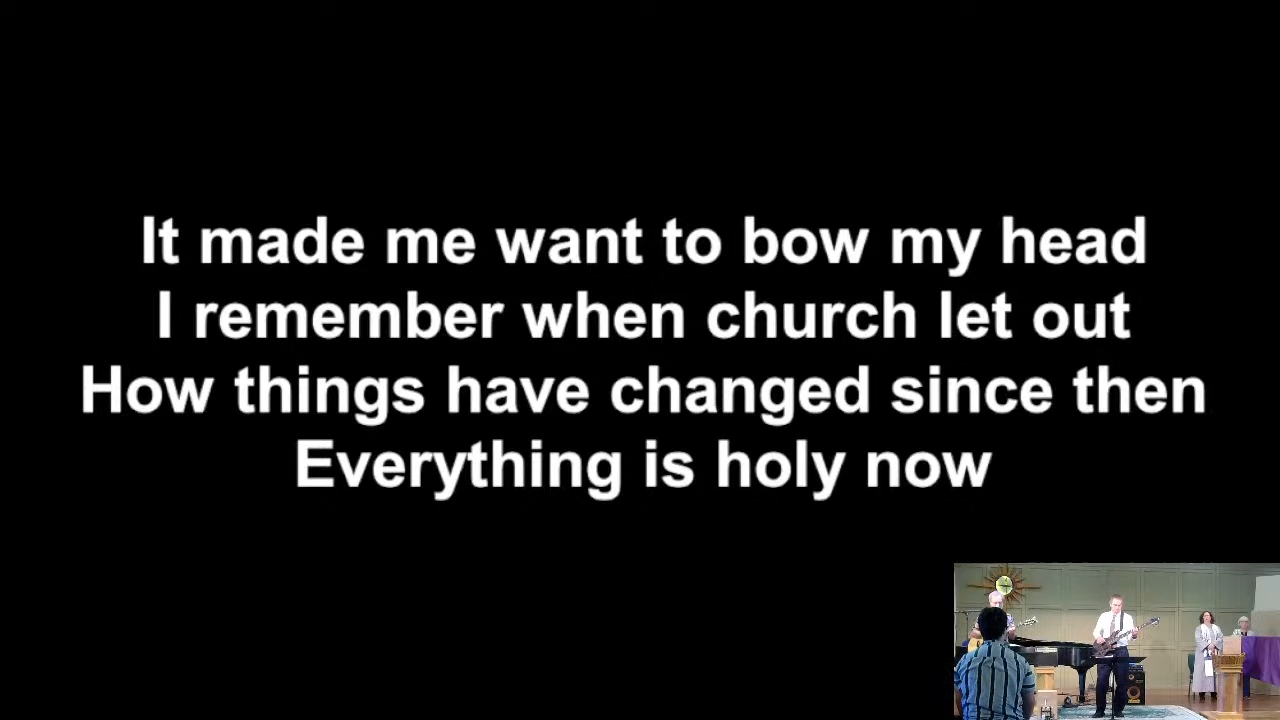 It made me want to bow my head
I remember when church let out
How things have changed since then
Everything is holy now